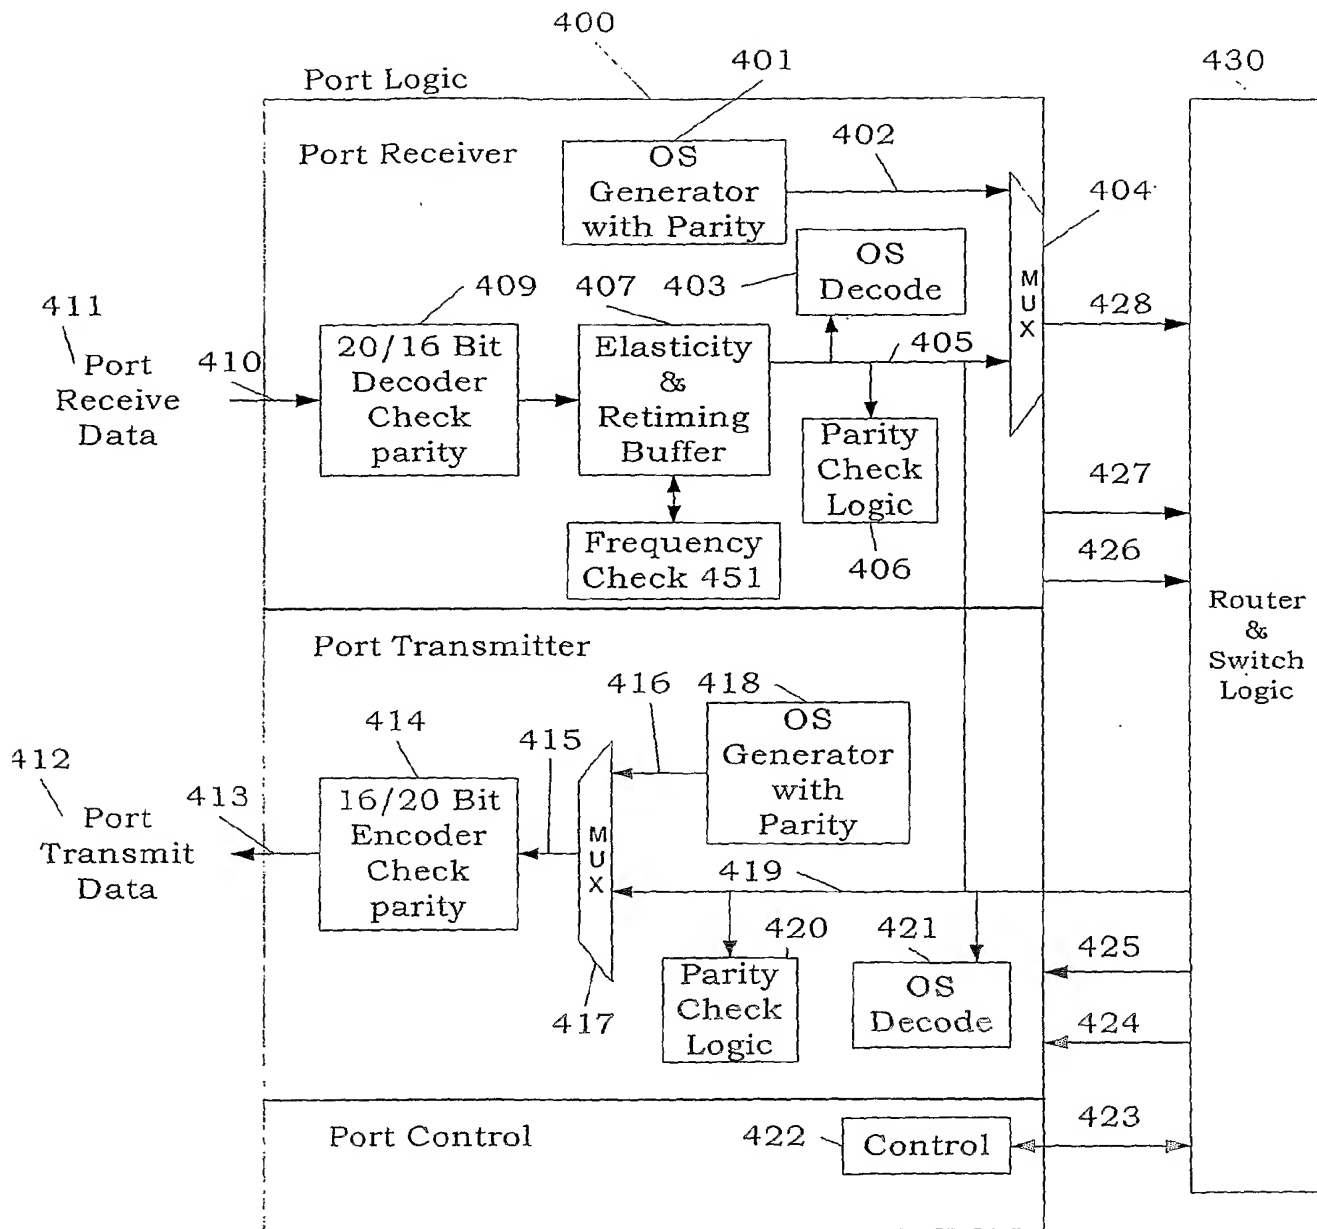 400
401
430
Port Logic
Port Receiver
OS
Generator
with Parity
402
404
OS
Decode
MUX
409
407
403
428
411
Port
Receive
Data
410
20/16 Bit
Decoder
Check
parity
Elasticity
&
Retiming
Buffer
405
Parity
Check
Logic
427
Frequency
Check 451
406
426
Router
&
Switch
Logic
Port Transmitter
416
418
OS
Generator
with
Parity
414
415
412
Port
Transmit
Data
413
16/20 Bit
Encoder
Check
parity
MUX
419
420
421
425
Parity
Check
Logic
OS
Decode
417
424
Port Control
422
Control
423